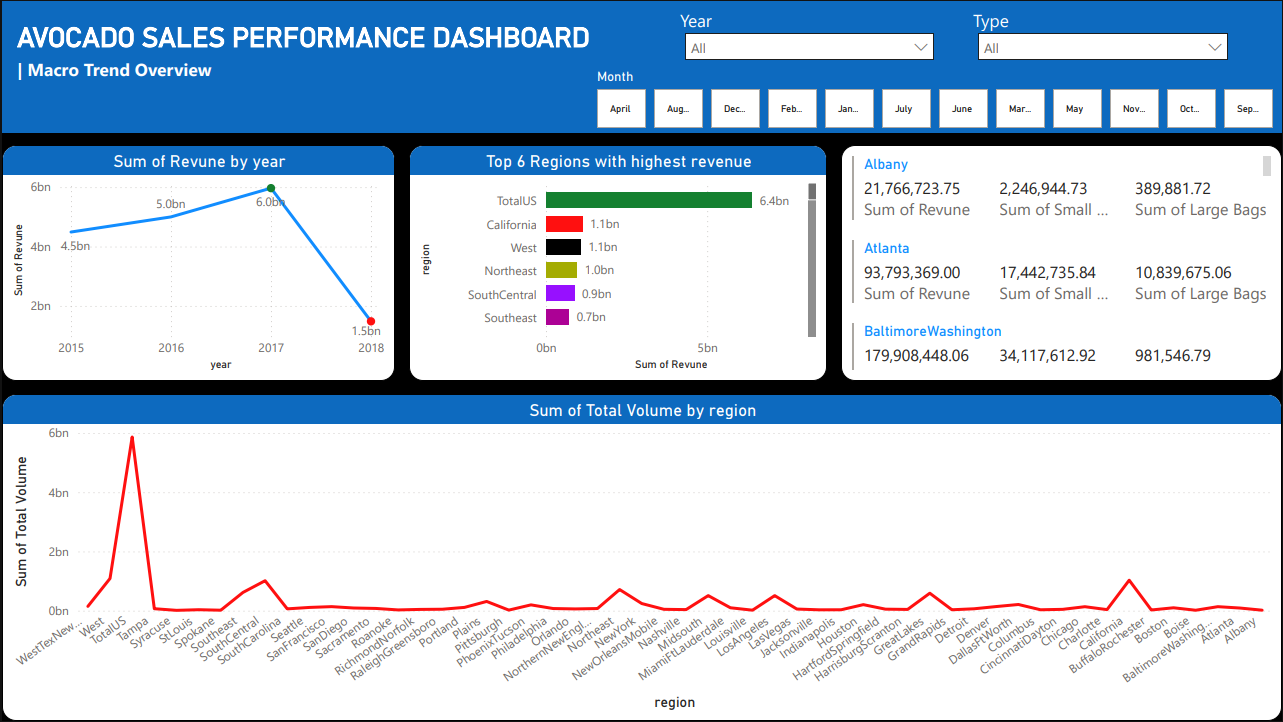 AVOCADO SALES PERFORMANCE DASHBOARD
| Macro Trend Overview
Year
All
Type
All
Month
April
Aug...
Dec...
Feb...
Jan...
July
June
Mar...
May
Nov...
Oct...
Sep...
Sum of Revune by year
Sum of Revune
6bn
4bn
2bn
4.5bn
5.0bn
6.0bn
1.5bn
2015 2016 2017 2018
year
Top 6 Regions with highest revenue
region
TotalUS 6.4bn
California 1.1bn
West 1.1bn
Northeast 1.0bn
SouthCentral 0.9bn
Southeast 0.7bn
0bn 5bn
Sum of Revune
Albany
21,766,723.75 2,246,944.73 389,881.72
Sum of Revune Sum of Small ... Sum of Large Bags
Atlanta
93,793,369.00 17,442,735.84 10,839,675.06
Sum of Revune Sum of Small ... Sum of Large Bags
BaltimoreWashington
179,908,448.06 34,117,612.92 981,546.79
Sum of Total Volume by region
Sum of Total Volume
6bn
4bn
2bn
0bn
WestTexNew...
West
TotalUS
Tampa
Syracuse
StLouis
Spokane
Southeast
SouthCentral
SouthCarolina
Seattle
SanFrancisco
SanDiego
Sacramento
Roanoke
RichmondNorfolk
RaleighGreensboro
Portland
Plains
Pittsburgh
PhoenixTucson
Philadelphia
Orlando
NorthernNewEngl...
Northeast
NewYork
NewOrleansMobile
Nashville
Midsouth
MiamiFtLauderdale
Louisville
LosAngeles
LasVegas
Jacksonville
Indianapolis
Houston
HartfordSpringfield
HarrisburgScranton
GreatLakes
GrandRapids
Detroit
Denver
DallasFtWorth
Columbus
CincinnatiDayton
Chicago
Charlotte
California
BuffaloRochester
Boston
Boise
BaltimoreWashing...
Atlanta
Albany
region